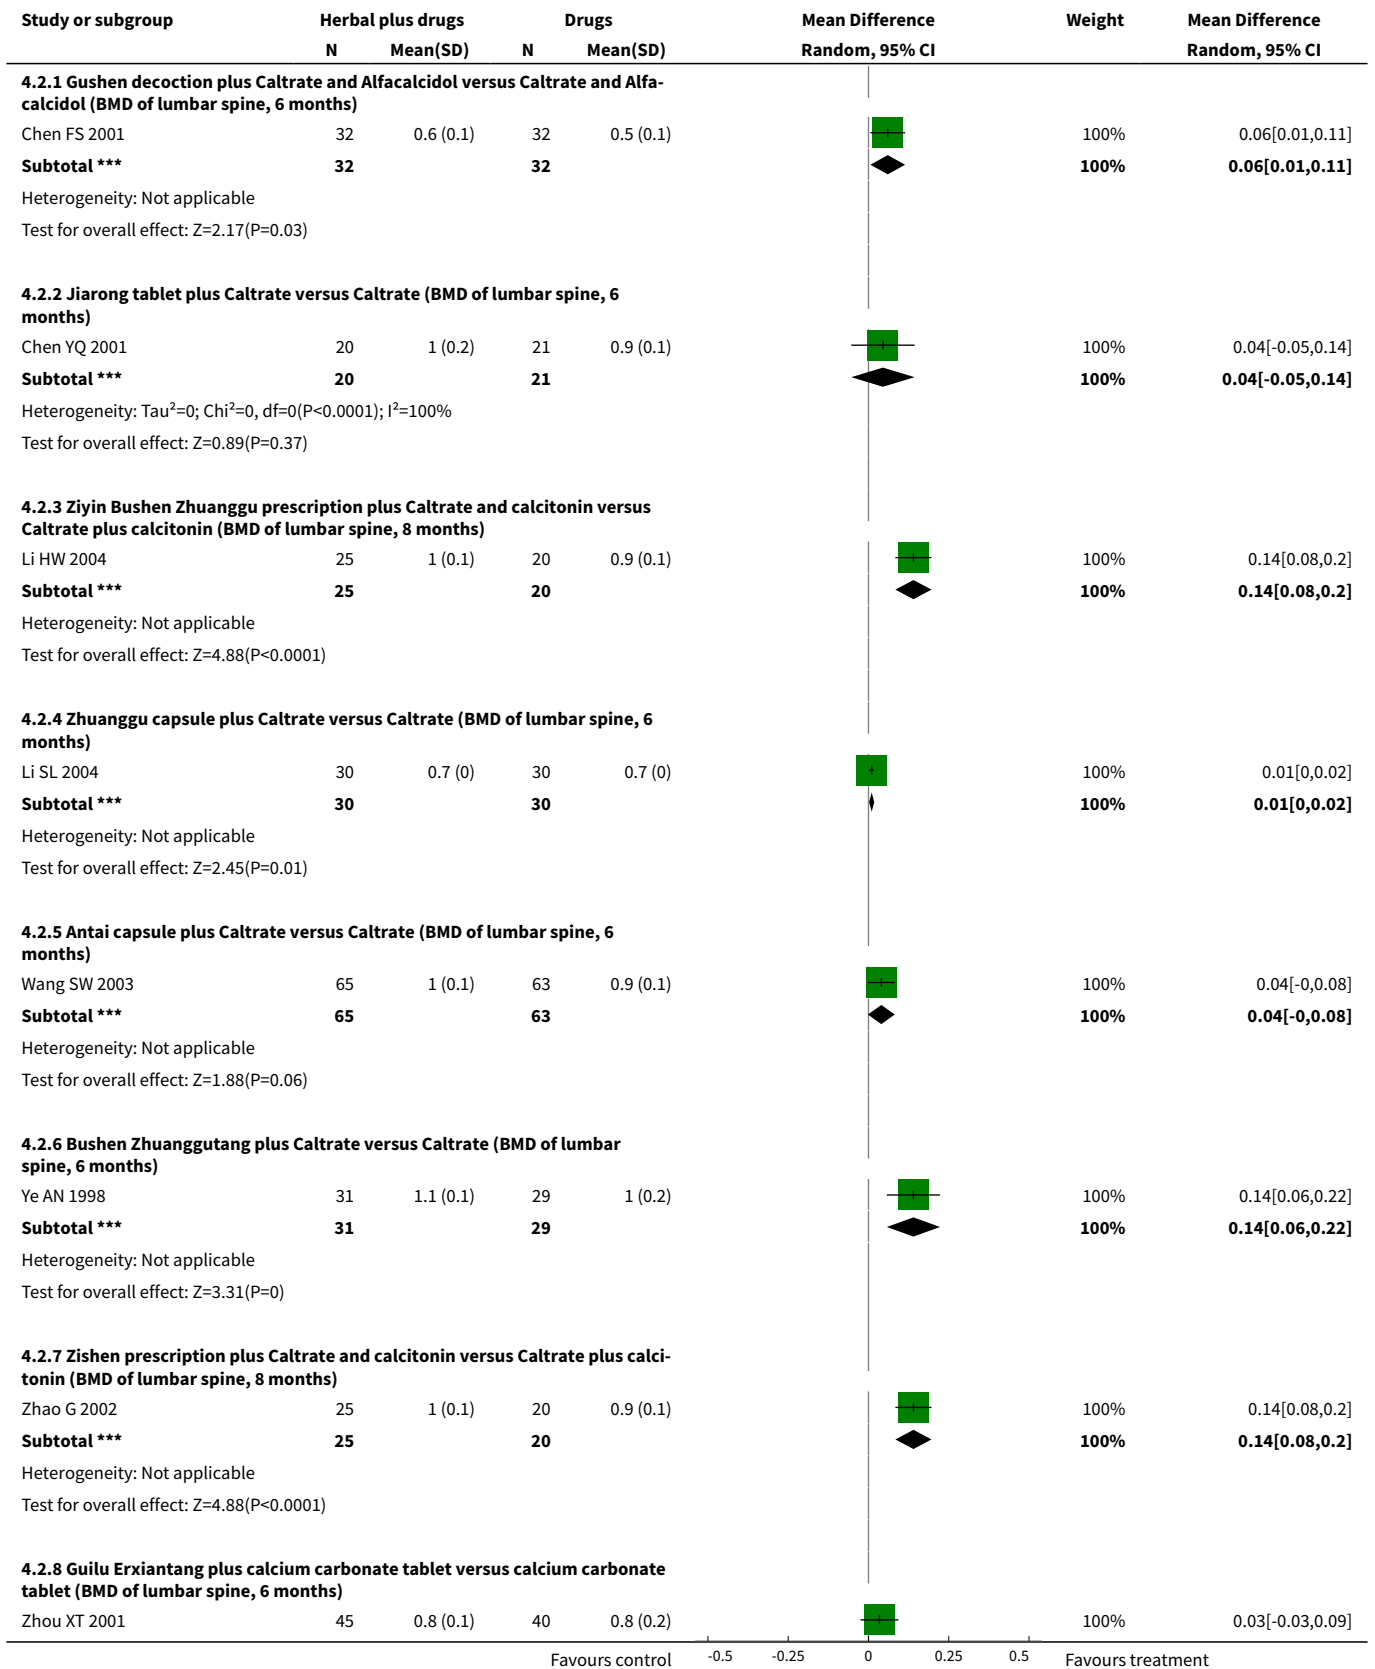 Study or subgroup Herbal plus drugs Drugs Mean Difference Weight Mean Difference
N Mean(SD) N Mean(SD) Random, 95% CI Random, 95% CI
4.2.1 Gushen decoction plus Caltrate and Alfacalcidol versus Caltrate and Alfa-
calcidol (BMD of lumbar spine, 6 months)
Chen FS 2001 32 0.6 (0.1) 32 0.5 (0.1) 100% 0.06[0.01,0.11]
Subtotal *** 32 32 100% 0.06[0.01,0.11]
Heterogeneity: Not applicable
Test for overall effect: Z=2.17(P=0.03)
4.2.2 Jiarong tablet plus Caltrate versus Caltrate (BMD of lumbar spine, 6
months)
Chen YQ 2001 20 1 (0.2) 21 0.9 (0.1) 100% 0.04[-0.05,0.14]
Subtotal *** 20 21 100% 0.04[-0.05,0.14]
Heterogeneity: Tau²=0; Chi²=0, df=0(P<0.0001); I²=100%
Test for overall effect: Z=0.89(P=0.37)
4.2.3 Ziyin Bushen Zhuanggu prescription plus Caltrate and calcitonin versus
Caltrate plus calcitonin (BMD of lumbar spine, 8 months)
Li HW 2004 25 1 (0.1) 20 0.9 (0.1) 100% 0.14[0.08,0.2]
Subtotal *** 25 20 100% 0.14[0.08,0.2]
Heterogeneity: Not applicable
Test for overall effect: Z=4.88(P<0.0001)
4.2.4 Zhuanggu capsule plus Caltrate versus Caltrate (BMD of lumbar spine, 6
months)
Li SL 2004 30 0.7 (0) 30 0.7 (0) 100% 0.01[0,0.02]
Subtotal *** 30 30 100% 0.01[0,0.02]
Heterogeneity: Not applicable
Test for overall effect: Z=2.45(P=0.01)
4.2.5 Antai capsule plus Caltrate versus Caltrate (BMD of lumbar spine, 6
months)
Wang SW 2003 65 1 (0.1) 63 0.9 (0.1) 100% 0.04[-0,0.08]
Subtotal *** 65 63 100% 0.04[-0,0.08]
Heterogeneity: Not applicable
Test for overall effect: Z=1.88(P=0.06)
4.2.6 Bushen Zhuanggutang plus Caltrate versus Caltrate (BMD of lumbar
spine, 6 months)
Ye AN 1998 31 1.1 (0.1) 29 1 (0.2) 100% 0.14[0.06,0.22]
Subtotal *** 31 29 100% 0.14[0.06,0.22]
Heterogeneity: Not applicable
Test for overall effect: Z=3.31(P=0)
4.2.7 Zishen prescription plus Caltrate and calcitonin versus Caltrate plus calci-
tonin (BMD of lumbar spine, 8 months)
Zhao G 2002 25 1 (0.1) 20 0.9 (0.1) 100% 0.14[0.08,0.2]
Subtotal *** 25 20 100% 0.14[0.08,0.2]
Heterogeneity: Not applicable
Test for overall effect: Z=4.88(P<0.0001)
4.2.8 Guilu Erxiantang plus calcium carbonate tablet versus calcium carbonate
tablet (BMD of lumbar spine, 6 months)
Zhou XT 2001 45 0.8 (0.1) 40 0.8 (0.2) 100% 0.03[-0.03,0.09]
Favours control -0.5 -0.25 0 0.25 0.5 Favours treatment